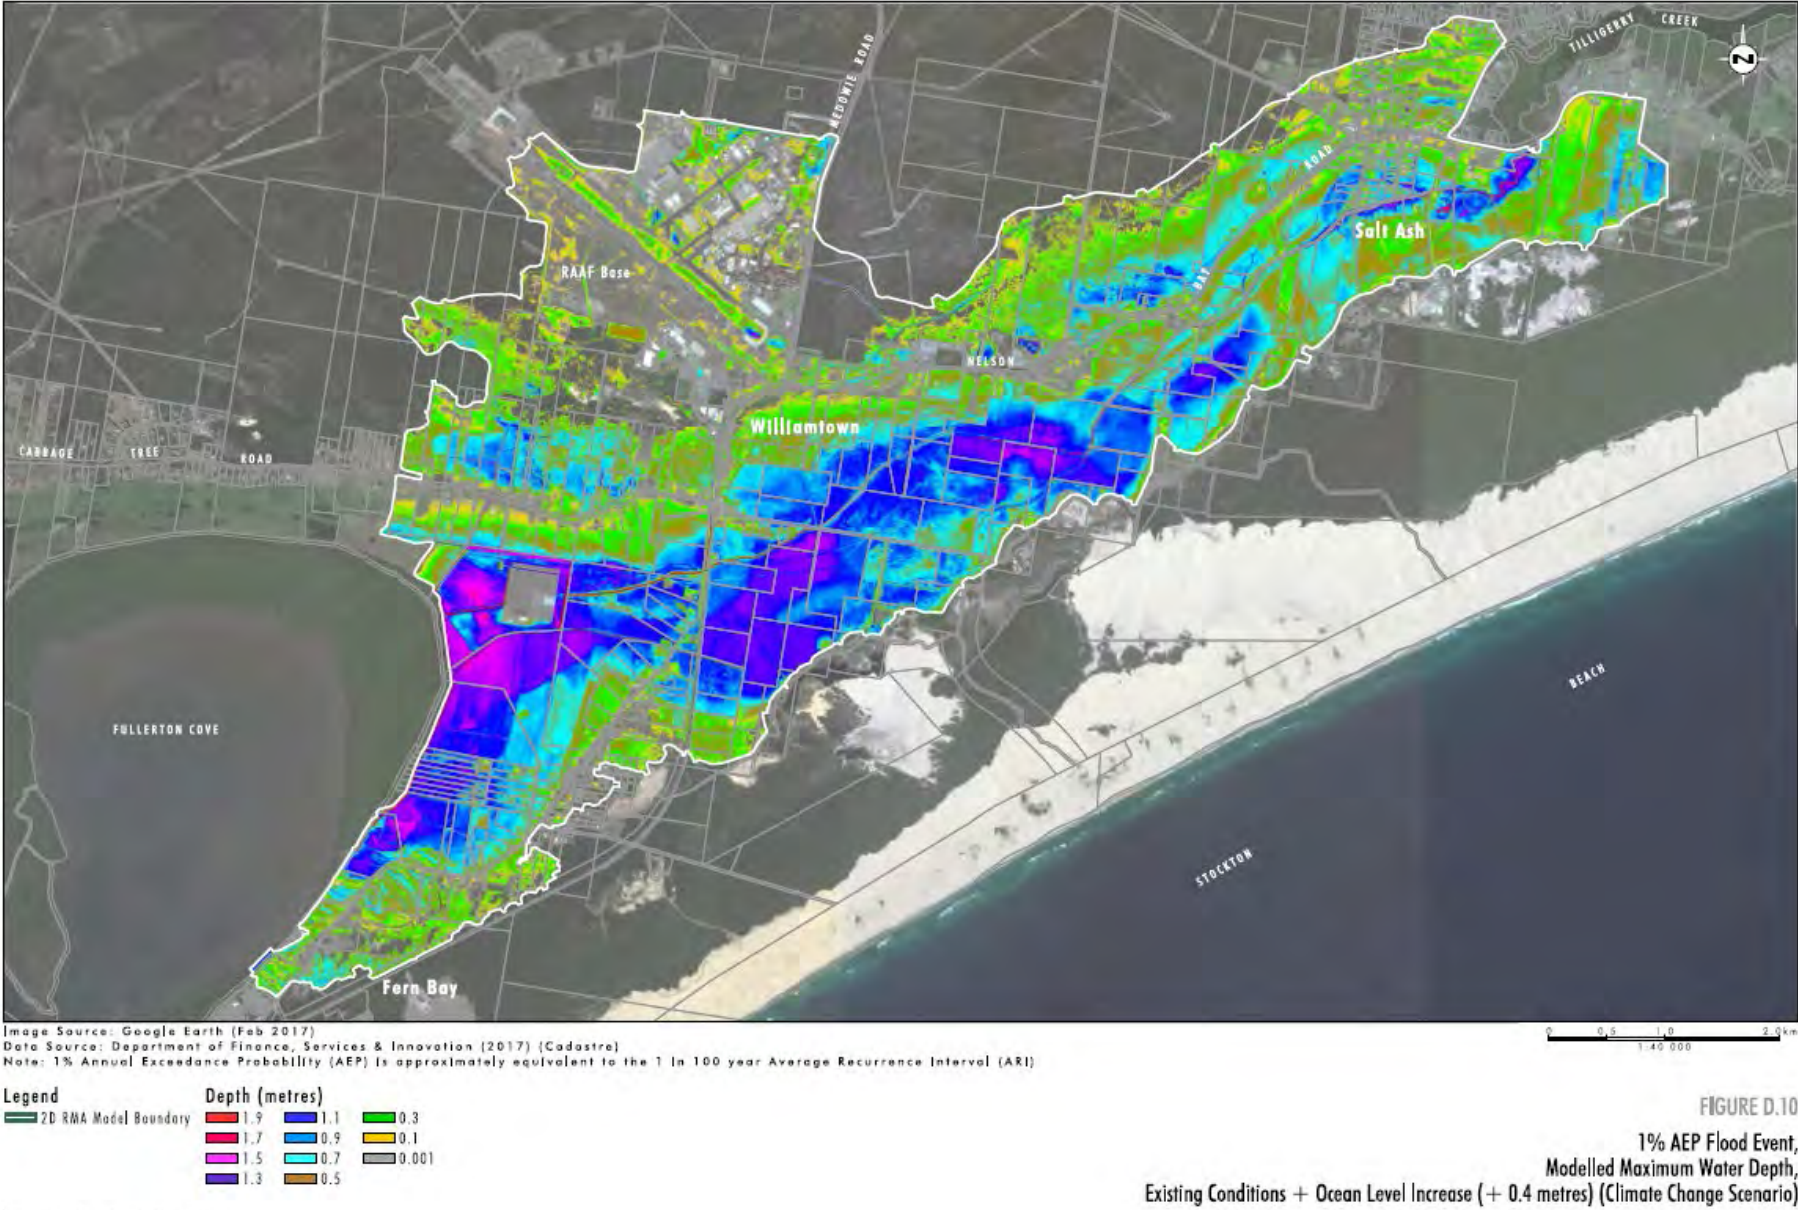 TILLIGERRY CREEK
N
MEDOWIE ROAD
ROAD
Salt Ash
RAAF Base
BAY
NELSON
Williamtown
CABBAGE TREE ROAD
BEACH
FULLERTON COVE
STOCKTON
Fern Bay
Image Source: Google Earth (Feb 2017)
Data Source: Department of Finance, Services & Innovation (2017) (Cadastre)
Note: 1% Annual Exceedance Probability (AEP) is approximately equivalent to the 1 in 100 year Average Recurrence Interval (ARI)
0 0.5 1.0 2.0km
1:40 000
Legend
2D RMA Model Boundary
Depth (metres)
1.9 1.1 0.3
1.7 0.9 0.1
1.5 0.7 0.001
1.3 0.5
FIGURE D.10
1% AEP Flood Event,
Modelled Maximum Water Depth,
Existing Conditions + Ocean Level Increase (+ 0.4 metres) (Climate Change Scenario)